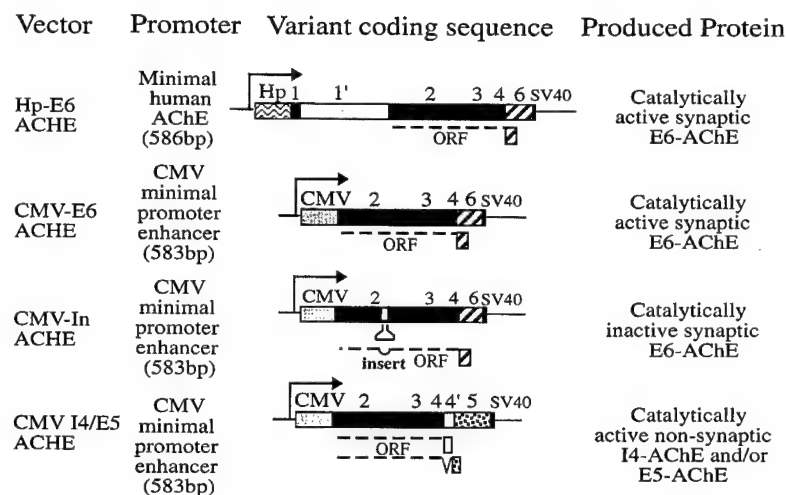 Vector Promoter Variant coding sequence Produced Protein
Hp-E6
ACHE
Minimal
human
AChE
(586bp)
Hp 1 1' 2 3 4 6 SV40
ORF
Catalytically
active synaptic
E6-AChE
CMV-E6
ACHE
CMV
minimal
promoter
enhancer
(583bp)
CMV 2 3 4 6 SV40
ORF
Catalytically
active synaptic
E6-AChE
CMV-In
ACHE
CMV
minimal
promoter
enhancer
(583bp)
CMV 2 3 4 6 SV40
insert ORF
Catalytically
inactive synaptic
E6-AChE
CMV I4/E5
ACHE
CMV
minimal
promoter
enhancer
(583bp)
CMV 2 3 4 4' 5 SV40
ORF
Catalytically
active non-synaptic
I4-AChE and/or
E5-AChE